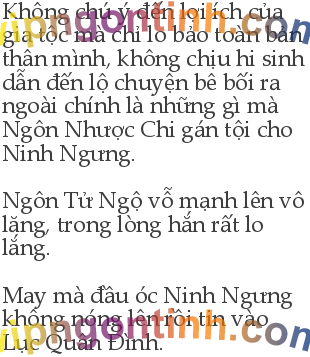 Không chú ý đến lợi ích của
gia tộc mà chỉ lo bảo toàn bản
thân mình, không chịu hi sinh
dẫn đến lộ chuyện bê bối ra
ngoài chính là những gì mà
Ngôn Nhược Chi gán tội cho
Ninh Ngưng.

Ngôn Tử Ngộ vỗ mạnh lên vô
lăng, trong lòng hắn rất lo
lắng.

May mà đầu óc Ninh Ngưng
không nóng lên rồi tin vào
Lục Quân Đình.
vipngontinh.com
vipngontinh.com